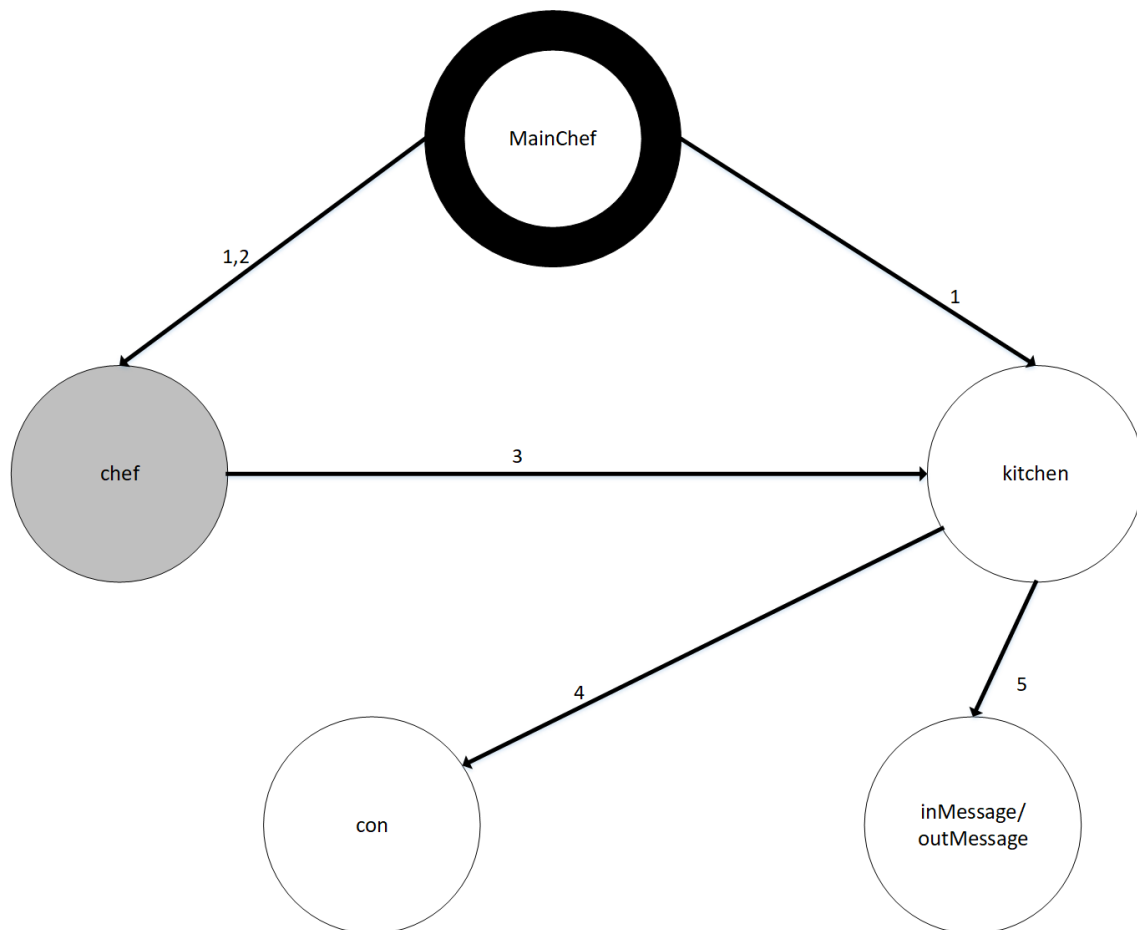 MainChef
1,2
1
chef
3
kitchen
4
5
con
inMessage/
outMessage